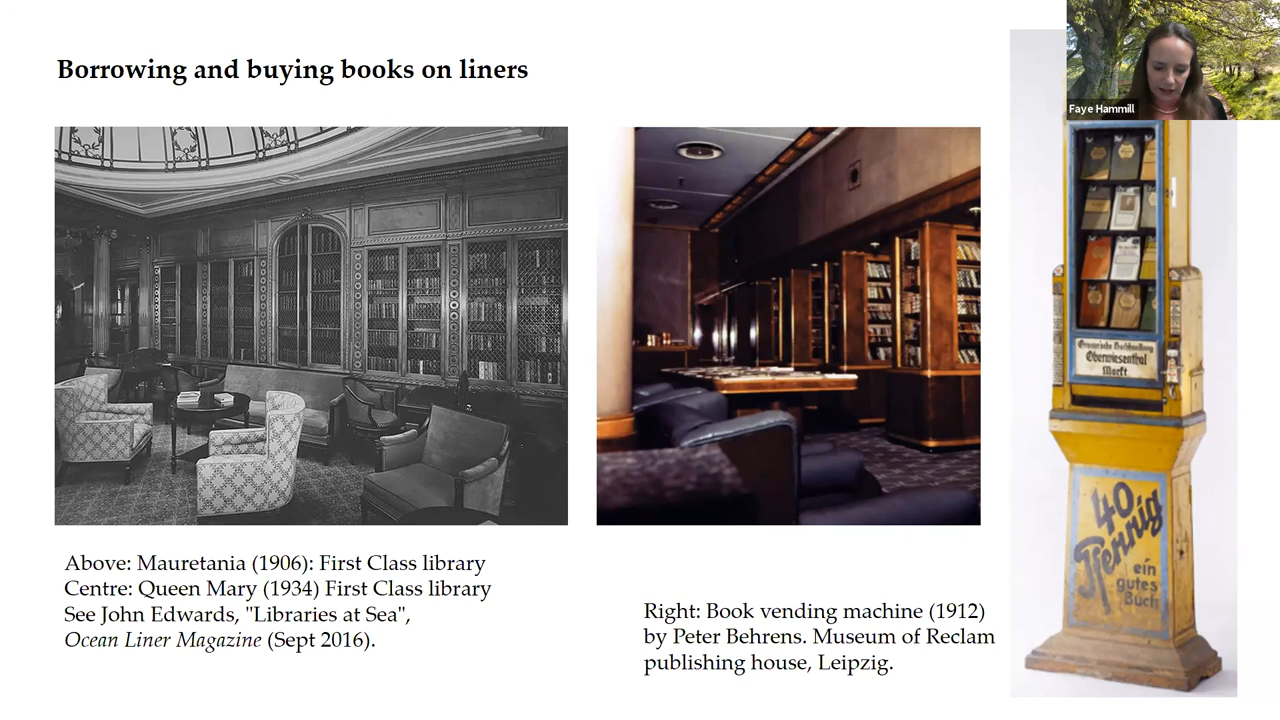 Borrowing and buying books on liners
Faye Hammill
Oberwiesenthal
Markt.
40
Pfennig
ein
gutes
Buch
Above: Mauretania (1906): First Class library
Centre: Queen Mary (1934) First Class library
See John Edwards, "Libraries at Sea",
Ocean Liner Magazine (Sept 2016).
Right: Book vending machine (1912)
by Peter Behrens. Museum of Reclam
publishing house, Leipzig.